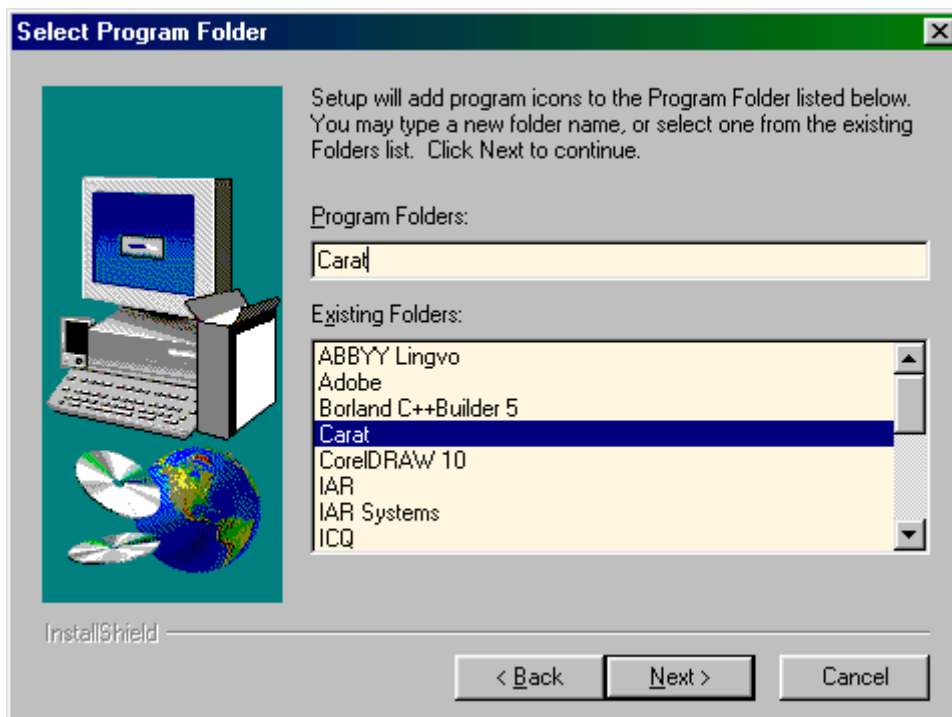 Select Program Folder
Setup will add program icons to the Program Folder listed below.
You may type a new folder name, or select one from the existing
Folders list.  Click Next to continue.
Program Folders:
Carat
Existing Folders:
ABBYY Lingvo
Adobe
Borland C++Builder 5
Carat
CorelDRAW 10
IAR
IAR Systems
ICQ
InstallShield
< Back
Next >
Cancel